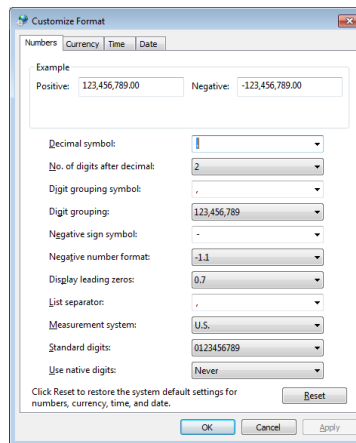 Customize Format
Numbers Currency Time Date
Example
Positive: 123,456,789.00 Negative: -123,456,789.00
Decimal symbol: .
No. of digits after decimal: 2
Digit grouping symbol: ,
Digit grouping: 123,456,789
Negative sign symbol: -
Negative number format: -1.1
Display leading zeros: 0.7
List separator: ,
Measurement system: U.S.
Standard digits: 0123456789
Use native digits: Never
Click Reset to restore the system default settings for
numbers, currency, time, and date.
Reset
OK Cancel Apply